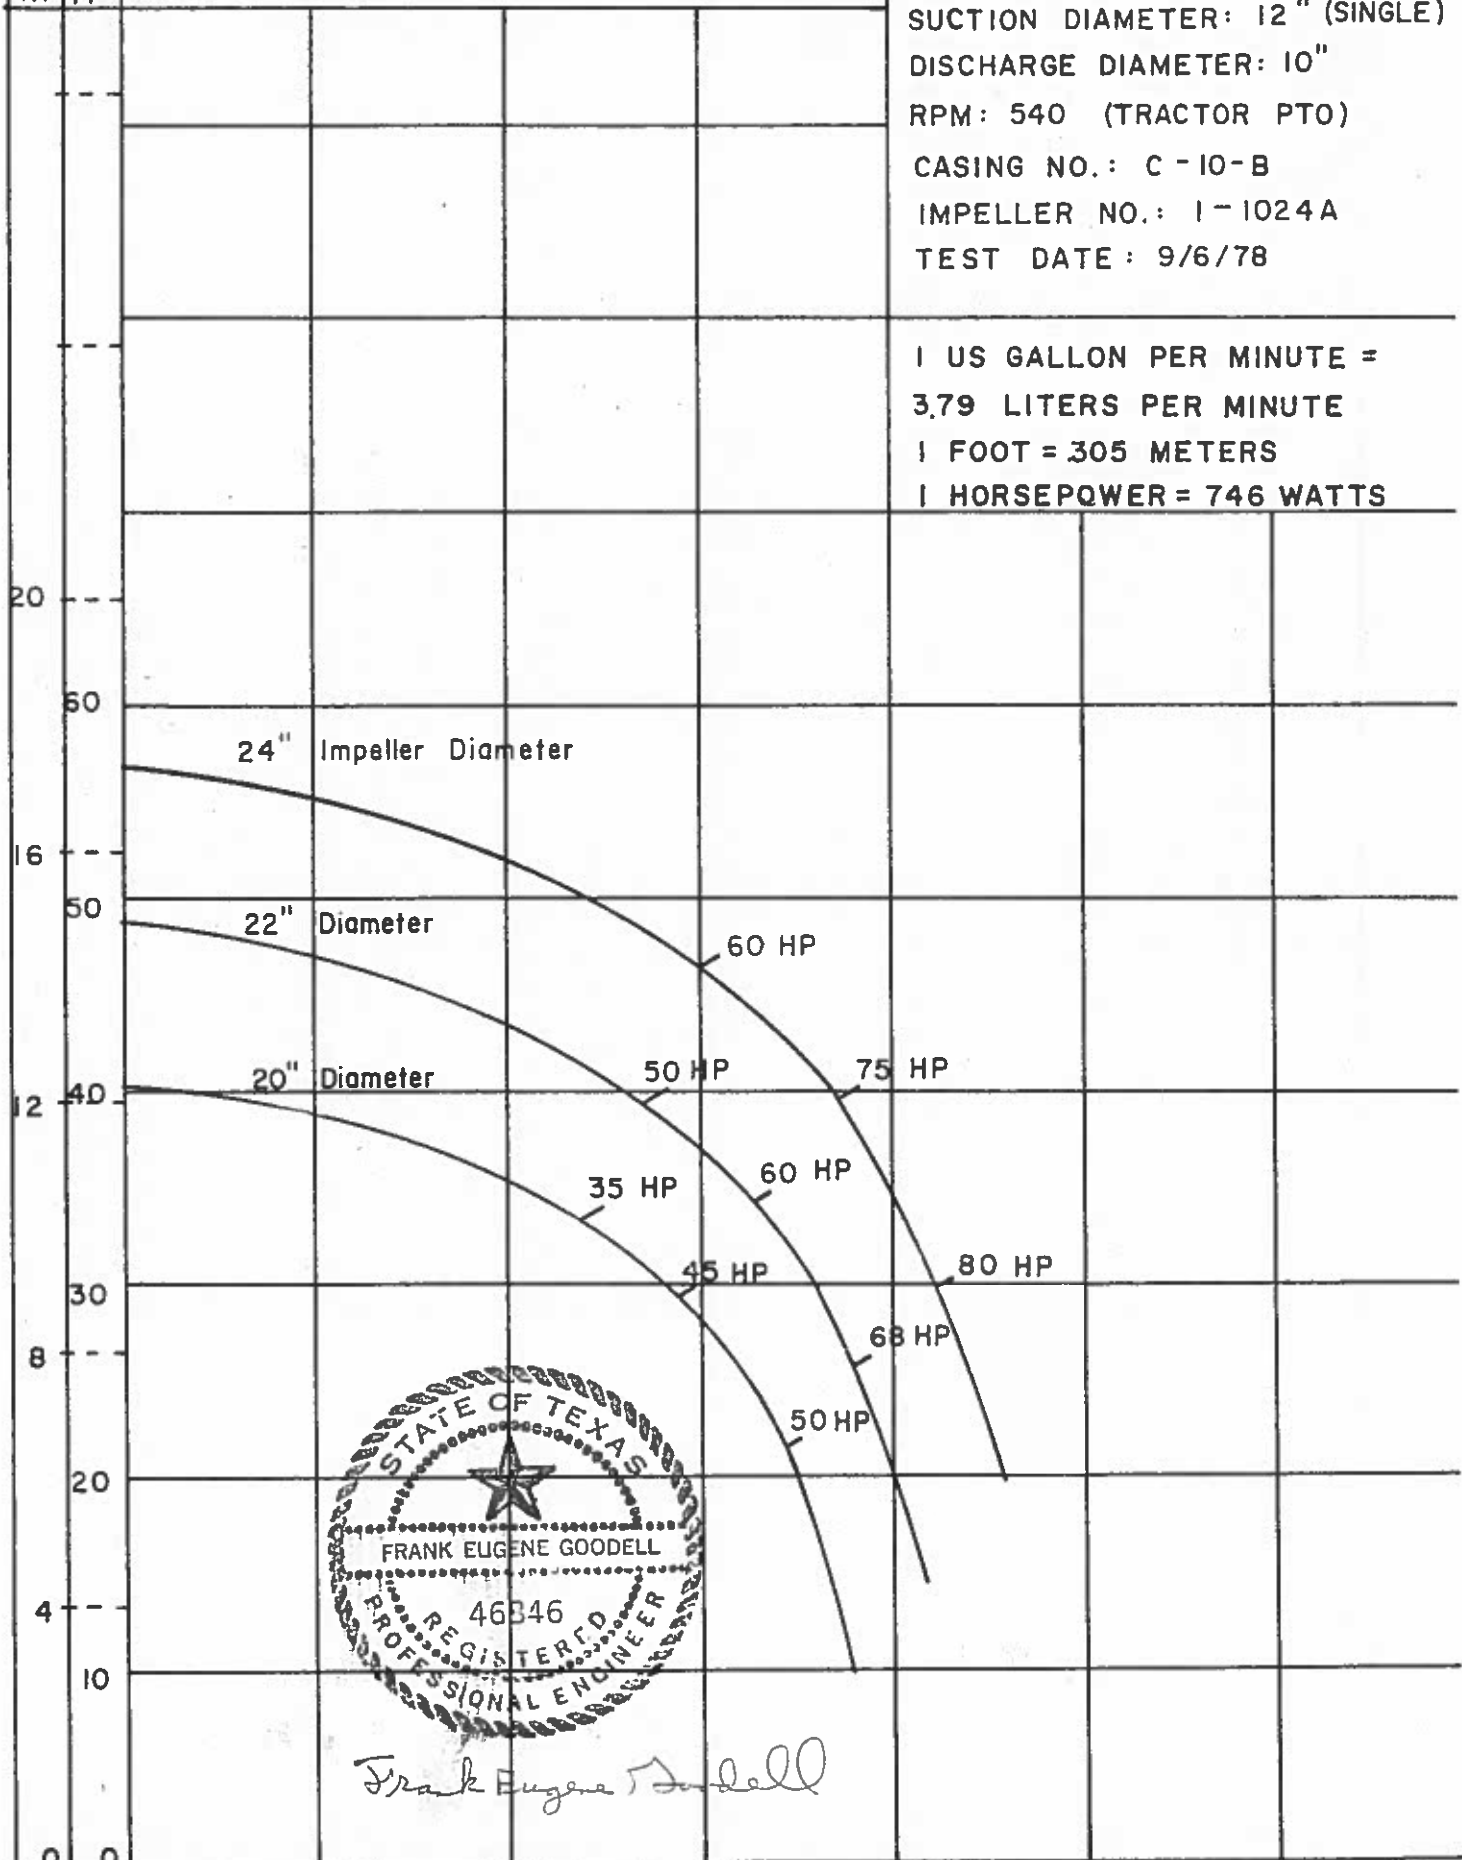 SUCTION DIAMETER: 12" (SINGLE)
DISCHARGE DIAMETER: 10"
RPM: 540 (TRACTOR PTO)
CASING NO.: C-10-B
IMPELLER NO.: I-1024A
TEST DATE: 9/6/78
1 US GALLON PER MINUTE =
3.79 LITERS PER MINUTE
1 FOOT = .305 METERS
1 HORSEPOWER = 746 WATTS
20
60
24" Impeller Diameter
16
50
22" Diameter
60 HP
20" Diameter
50 HP
75 HP
12
40
35 HP
60 HP
45 HP
80 HP
30
8
68 HP
50 HP
STATE OF TEXAS
20
FRANK EUGENE GOODELL
4
REGISTERED
PROFESSIONAL ENGINEER
10
Frank Eugene Goodell
0 0